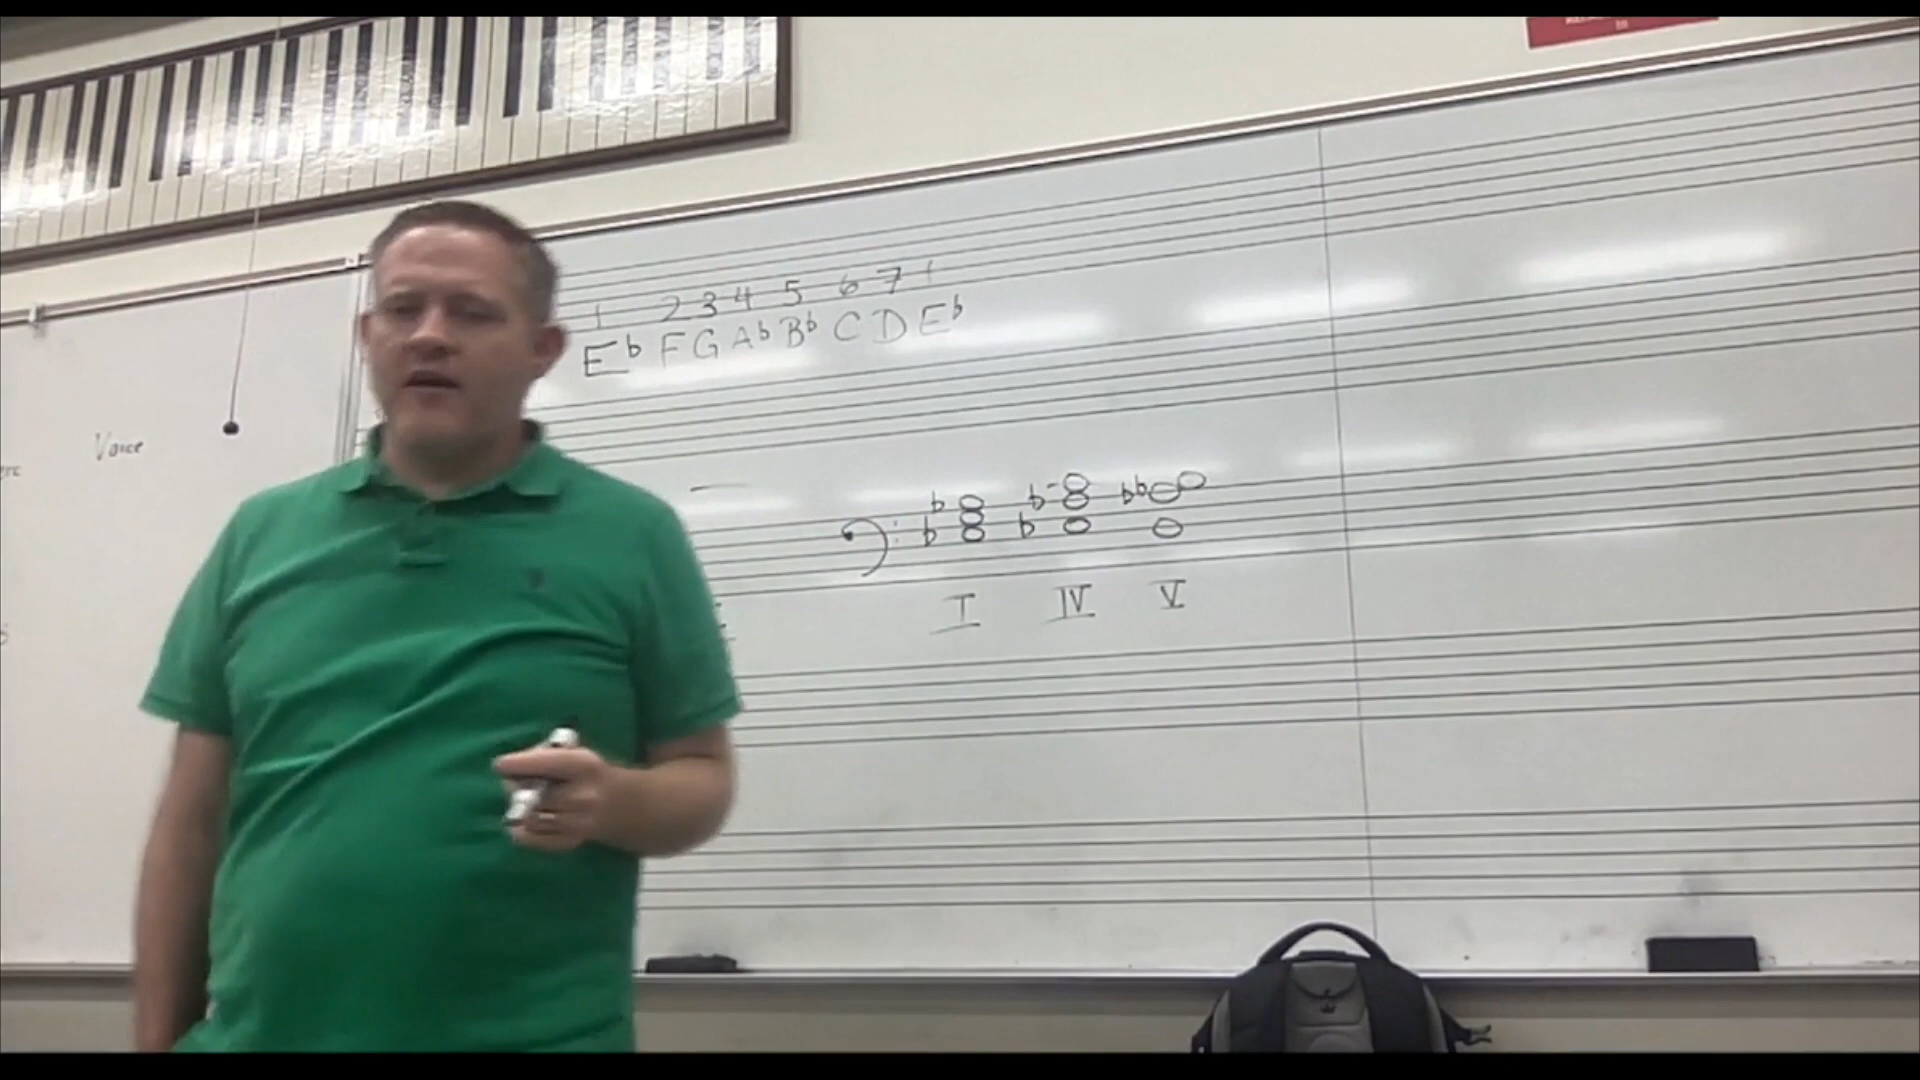 1 2 3 4 5 6 7 1
E♭ F G A♭ B♭ C D E♭
Voice
♭ ♭ ♭♭
♭ ♭
I IV V